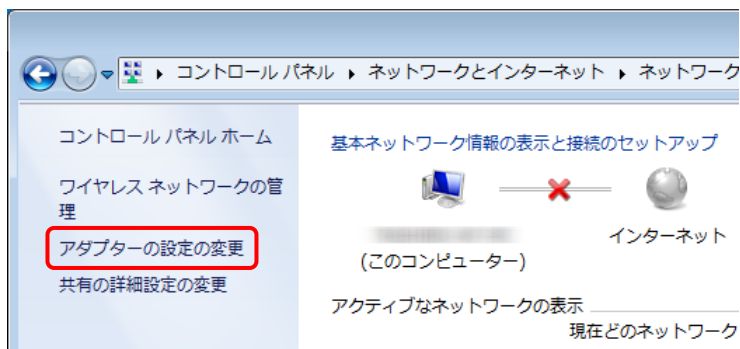 コントロール パネル ▸ ネットワークとインターネット ▸ ネットワーク
コントロール パネル ホーム
ワイヤレス ネットワークの管
理
アダプターの設定の変更
共有の詳細設定の変更
基本ネットワーク情報の表示と接続のセットアップ
インターネット
(このコンピューター)
アクティブなネットワークの表示
現在どのネットワーク